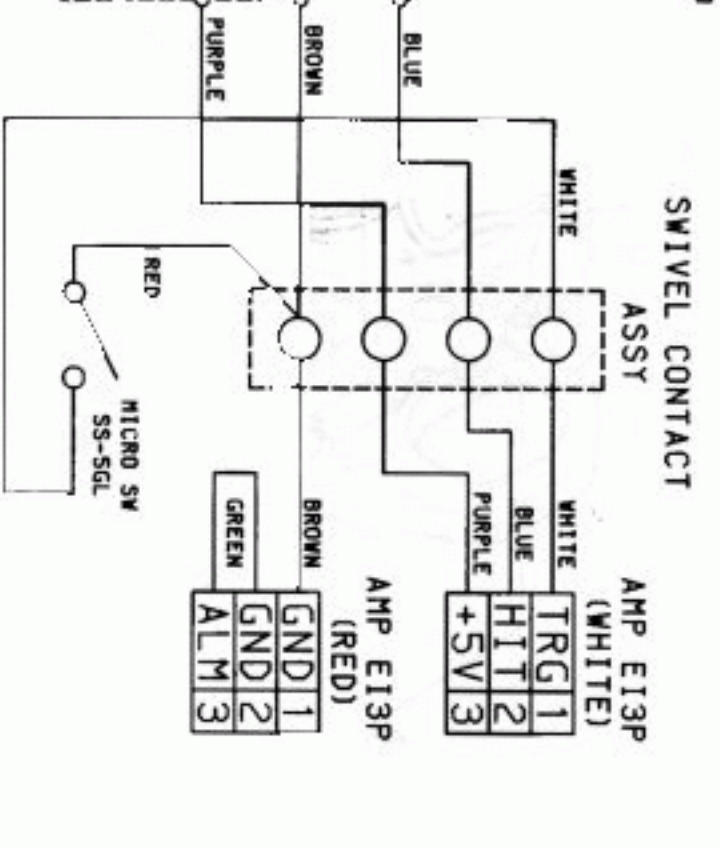 PURPLE
BROWN
BLUE
WHITE
SWIVEL CONTACT
ASSY
RED
MICRO SW
SS-5GL
GREEN
BROWN
PURPLE
BLUE
WHITE
AMP EI3P
(RED)
GND 1
GND 2
ALM 3
AMP EI3P
(WHITE)
TRG 1
HIT 2
+5V 3